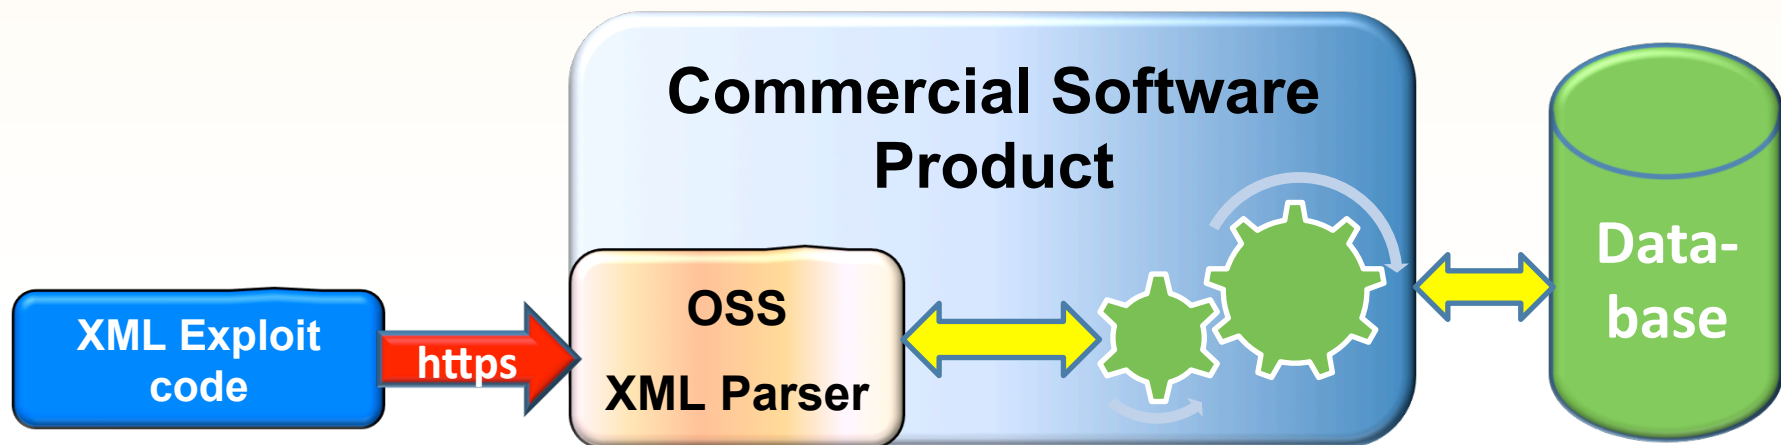 Commercial Software
Product
XML Exploit
code
https
OSS
XML Parser
Data-
base